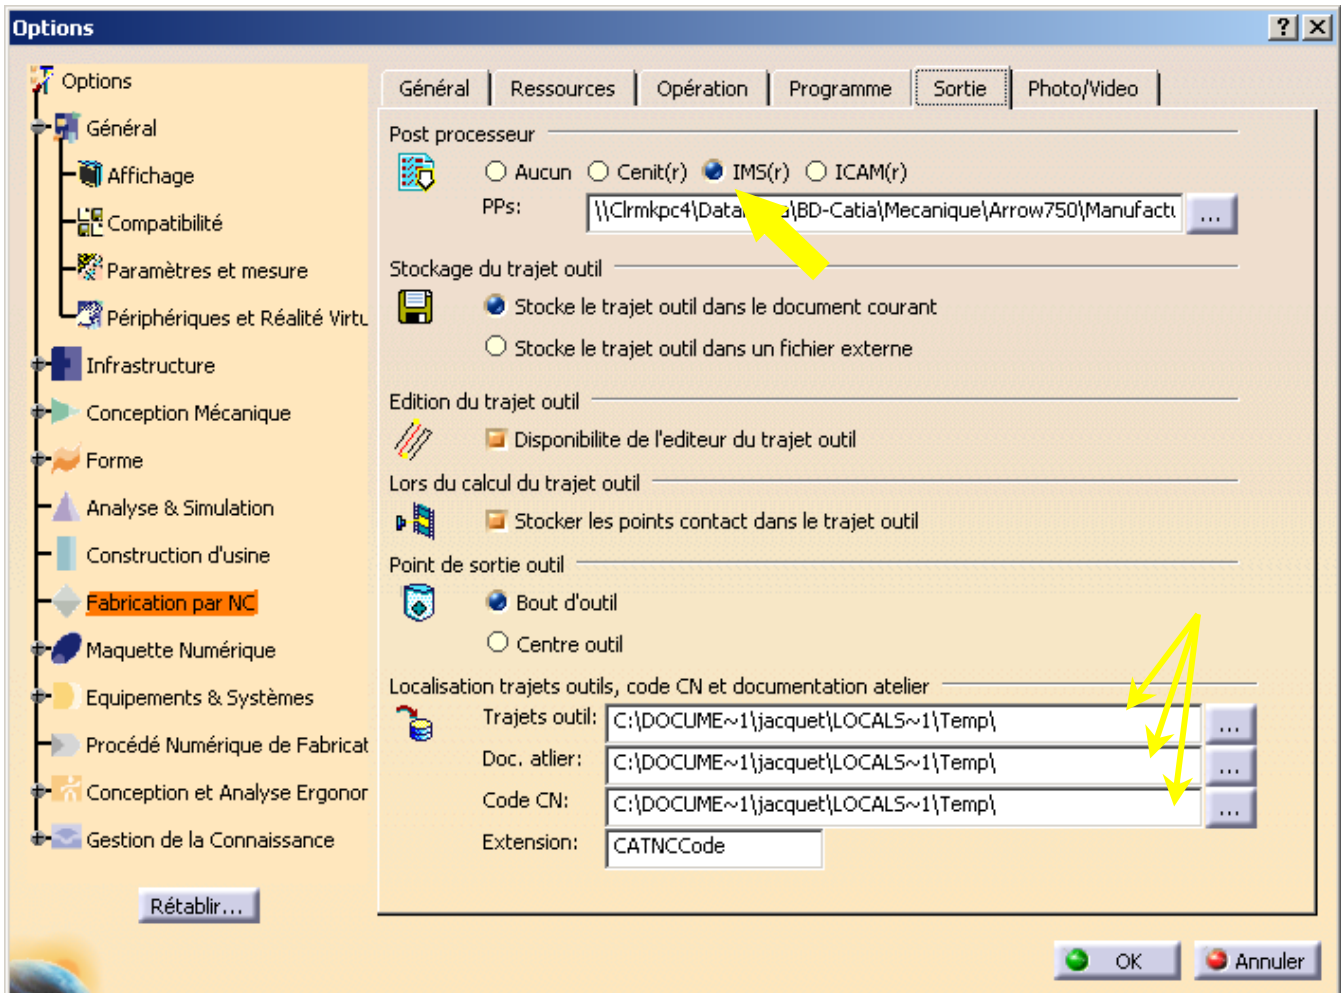 Options
Options
Général
Affichage
Compatibilité
Paramètres et mesure
Périphériques et Réalité Virtu
Infrastructure
Conception Mécanique
Forme
Analyse & Simulation
Construction d'usine
Fabrication par NC
Maquette Numérique
Equipements & Systèmes
Procédé Numérique de Fabricat
Conception et Analyse Ergonor
Gestion de la Connaissance
Rétablir...
Général Ressources Opération Programme Sortie Photo/Video
Post processeur
Aucun Cenit(r) IMS(r) ICAM(r)
PPs: \\Clrmkpc4\Data \BD-Catia\Mecanique\Arrow750\Manufactu ...
Stockage du trajet outil
Stocke le trajet outil dans le document courant
Stocke le trajet outil dans un fichier externe
Edition du trajet outil
Disponibilite de l'editeur du trajet outil
Lors du calcul du trajet outil
Stocker les points contact dans le trajet outil
Point de sortie outil
Bout d'outil
Centre outil
Localisation trajets outils, code CN et documentation atelier
Trajets outil: C:\DOCUME~1\jacquet\LOCALS~1\Temp\ ...
Doc. atlier: C:\DOCUME~1\jacquet\LOCALS~1\Temp\ ...
Code CN: C:\DOCUME~1\jacquet\LOCALS~1\Temp\ ...
Extension: CATNCCode
OK Annuler